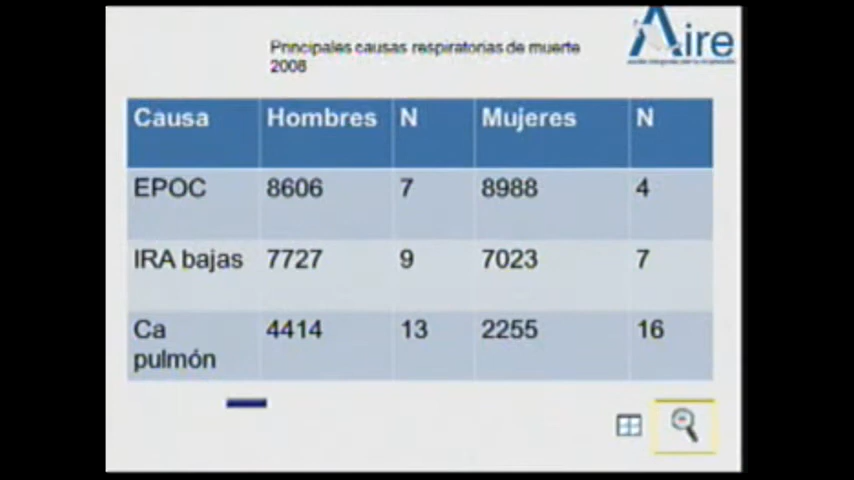 Aire
Principales causas respiratorias de muerte
2008
Causa Hombres N Mujeres N
EPOC 8606 7 8988 4
IRA bajas 7727 9 7023 7
Ca pulmón 4414 13 2255 16